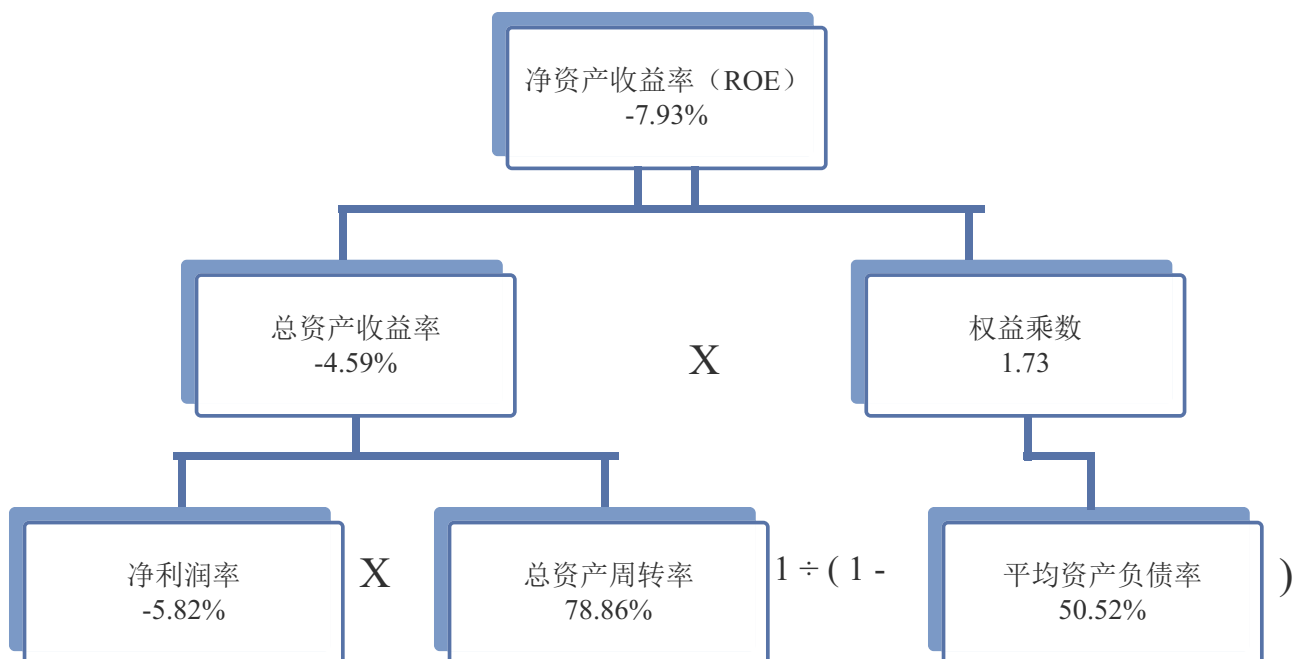 净资产收益率（ROE）
-7.93%
总资产收益率
-4.59%
X
权益乘数
1.73
净利润率
-5.82%
X
总资产周转率
78.86%
1 ÷ ( 1 -
平均资产负债率
50.52%
)